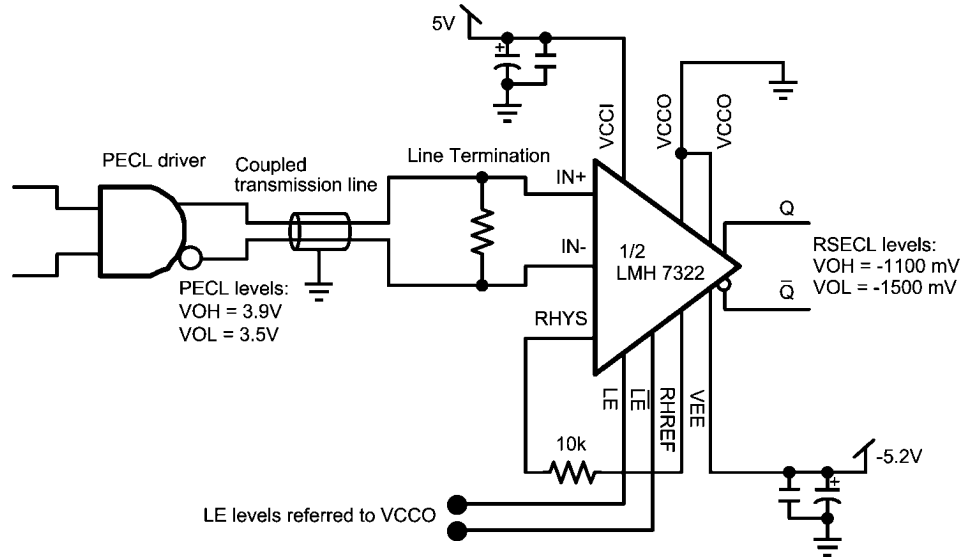 5V
VCCI
VCCO
VCCO
PECL driver
Coupled
transmission line
Line Termination
IN+
IN-
1/2
LMH 7322
Q
Q̅
RSECL levels:
VOH = -1100 mV
VOL = -1500 mV
PECL levels:
VOH = 3.9V
VOL = 3.5V
RHYS
LE
L̅E̅
RHREF
VEE
10k
-5.2V
LE levels referred to VCCO
+
+